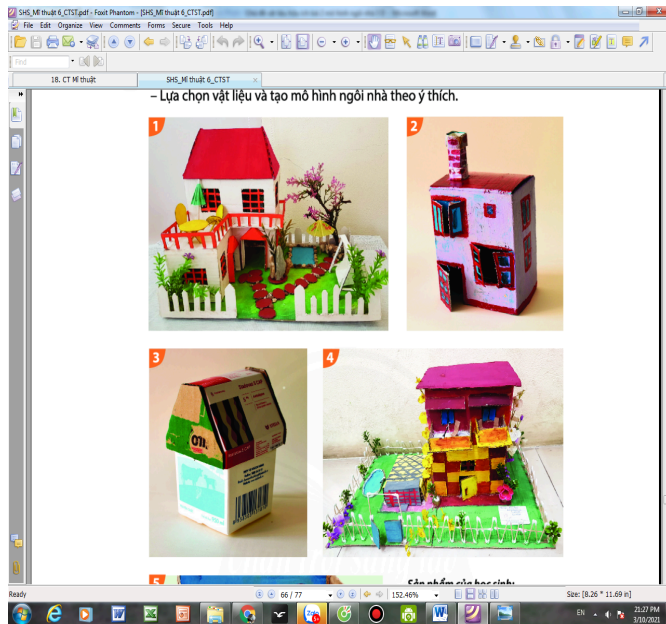 SHS_Mĩ thuật 6_CTST.pdf - Foxit Phantom - [SHS_Mĩ thuật 6_CTST.pdf]
File Edit Organize View Comments Forms Secure Tools Help
Find
18. CT Mĩ thuật
SHS_Mĩ thuật 6_CTST
– Lựa chọn vật liệu và tạo mô hình ngôi nhà theo ý thích.
1
2
3
4
5
Sản phẩm của học sinh:
Ready
66 / 77
152.46%
Size: [8.26 * 11.69 in]
EN
21:27 PM
3/10/2021